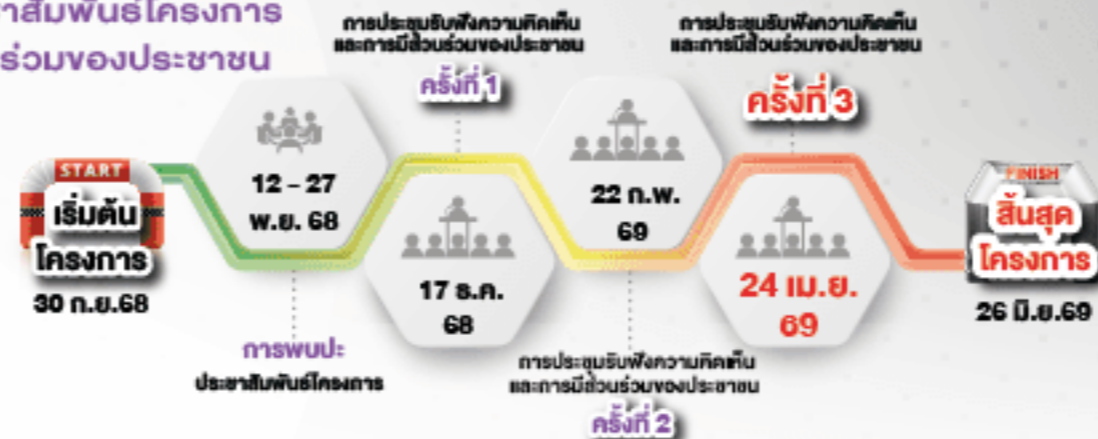 าสัมพันธ์โครงการ
ร่วมของประชาชน
START
เริ่มต้น
โครงการ
30 ก.ย.68
12 - 27
พ.ย. 68
การพบปะ
ประชาสัมพันธ์โครงการ
การประชุมรับฟังความคิดเห็น
และการมีส่วนร่วมของประชาชน
ครั้งที่ 1
17 ธ.ค.
68
22 ก.พ.
69
การประชุมรับฟังความคิดเห็น
และการมีส่วนร่วมของประชาชน
ครั้งที่ 2
การประชุมรับฟังความคิดเห็น
และการมีส่วนร่วมของประชาชน
ครั้งที่ 3
24 เม.ย.
69
FINISH
สิ้นสุด
โครงการ
26 มิ.ย.69